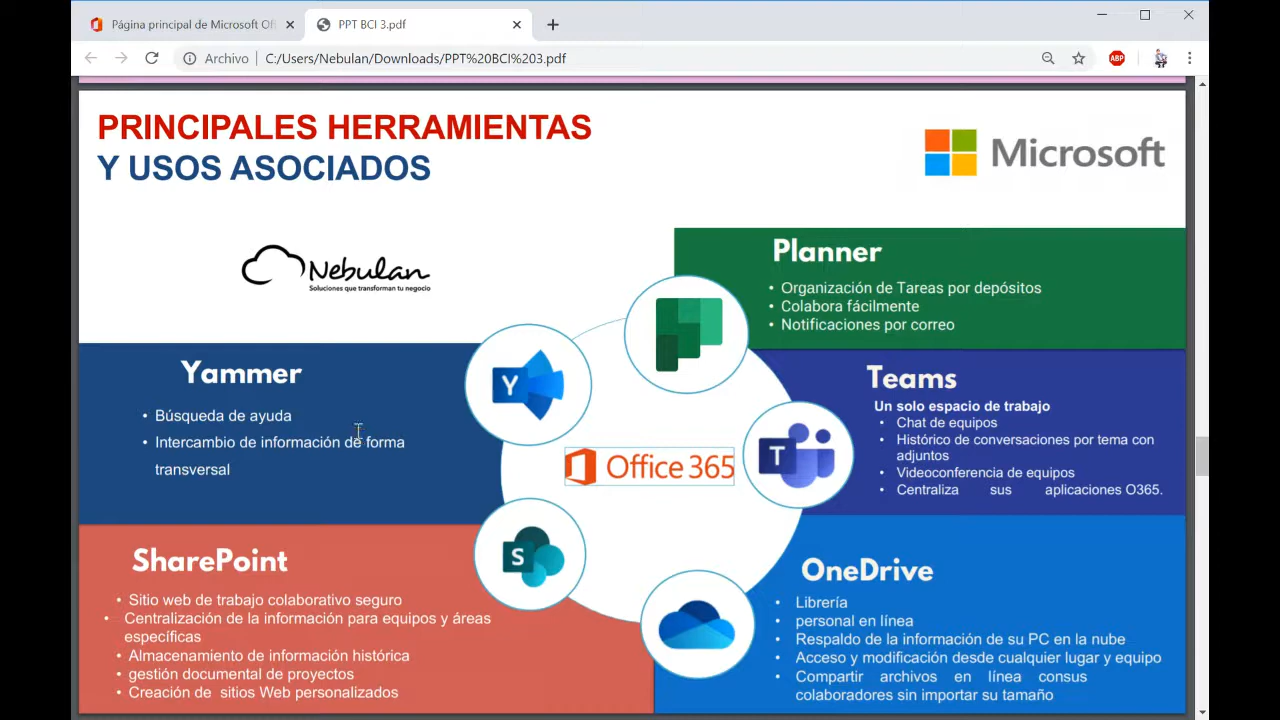 Página principal de Microsoft Of
PPT BCI 3.pdf
Archivo
C:/Users/Nebulan/Downloads/PPT%20BCI%203.pdf
ABP
PRINCIPALES HERRAMIENTAS
Y USOS ASOCIADOS
Microsoft
Nebulan
Soluciones que transforman tu negocio
Planner
• Organización de Tareas por depósitos
• Colabora fácilmente
• Notificaciones por correo
Yammer
• Búsqueda de ayuda
• Intercambio de información de forma
transversal
Y
Teams
Un solo espacio de trabajo
• Chat de equipos
• Histórico de conversaciones por tema con
adjuntos
• Videoconferencia de equipos
• Centraliza sus aplicaciones O365.
T
Office 365
SharePoint
• Sitio web de trabajo colaborativo seguro
• Centralización de la información para equipos y áreas
específicas
• Almacenamiento de información histórica
• gestión documental de proyectos
• Creación de sitios Web personalizados
S
OneDrive
• Librería
• personal en línea
• Respaldo de la información de su PC en la nube
• Acceso y modificación desde cualquier lugar y equipo
• Compartir archivos en línea consus
colaboradores sin importar su tamaño